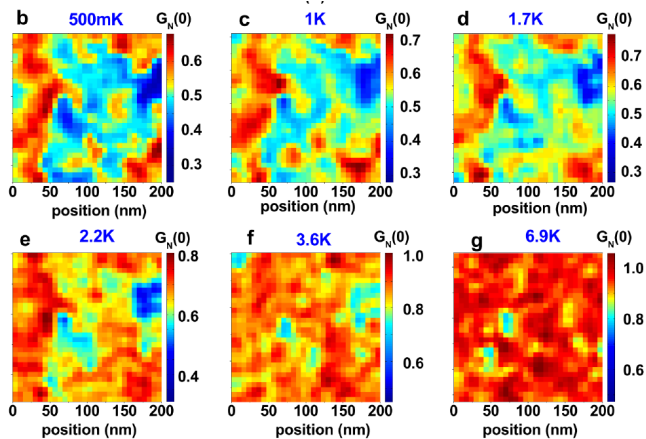 b 500mK G_N(0)
c 1K G_N(0)
d 1.7K G_N(0)
0.6
0.5
0.4
0.3
0.7
0.6
0.5
0.4
0.3
0.7
0.6
0.5
0.4
0.3
0 50 100 150 200
0 50 100 150 200
0 50 100 150 200
position (nm)
position (nm)
position (nm)
e 2.2K G_N(0)
f 3.6K G_N(0)
g 6.9K G_N(0)
0.8
0.7
0.6
0.5
0.4
1.0
0.8
0.6
1.0
0.8
0.6
0 50 100 150 200
0 50 100 150 200
0 50 100 150 200
position (nm)
position (nm)
position (nm)